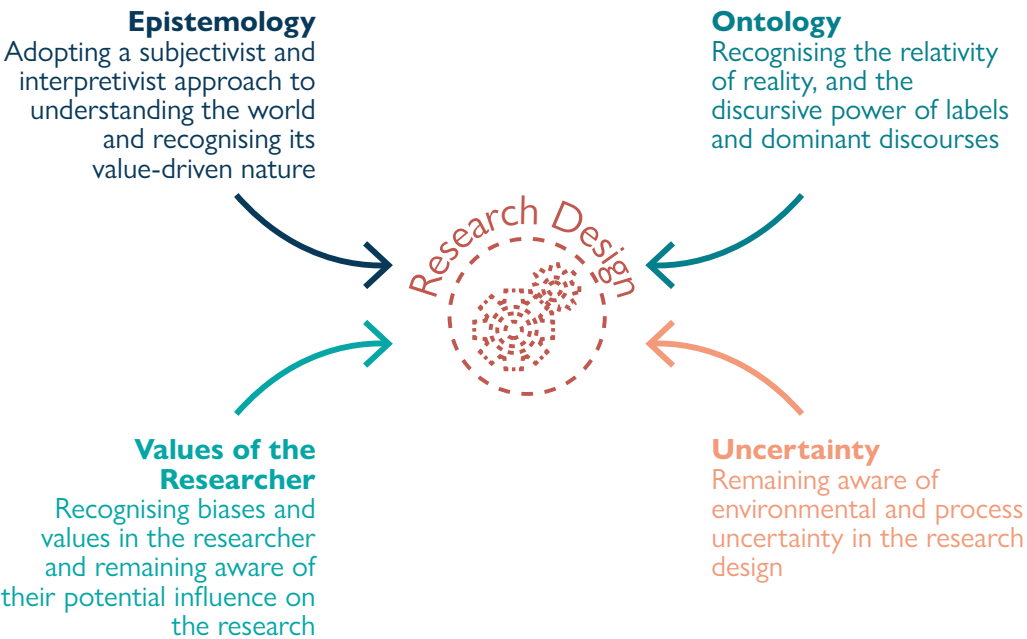 Epistemology
Adopting a subjectivist and
interpretivist approach to
understanding the world
and recognising its
value-driven nature
Ontology
Recognising the relativity
of reality, and the
discursive power of labels
and dominant discourses
Research Design
Values of the
Researcher
Recognising biases and
values in the researcher
and remaining aware of
their potential influence on
the research
Uncertainty
Remaining aware of
environmental and process
uncertainty in the research
design